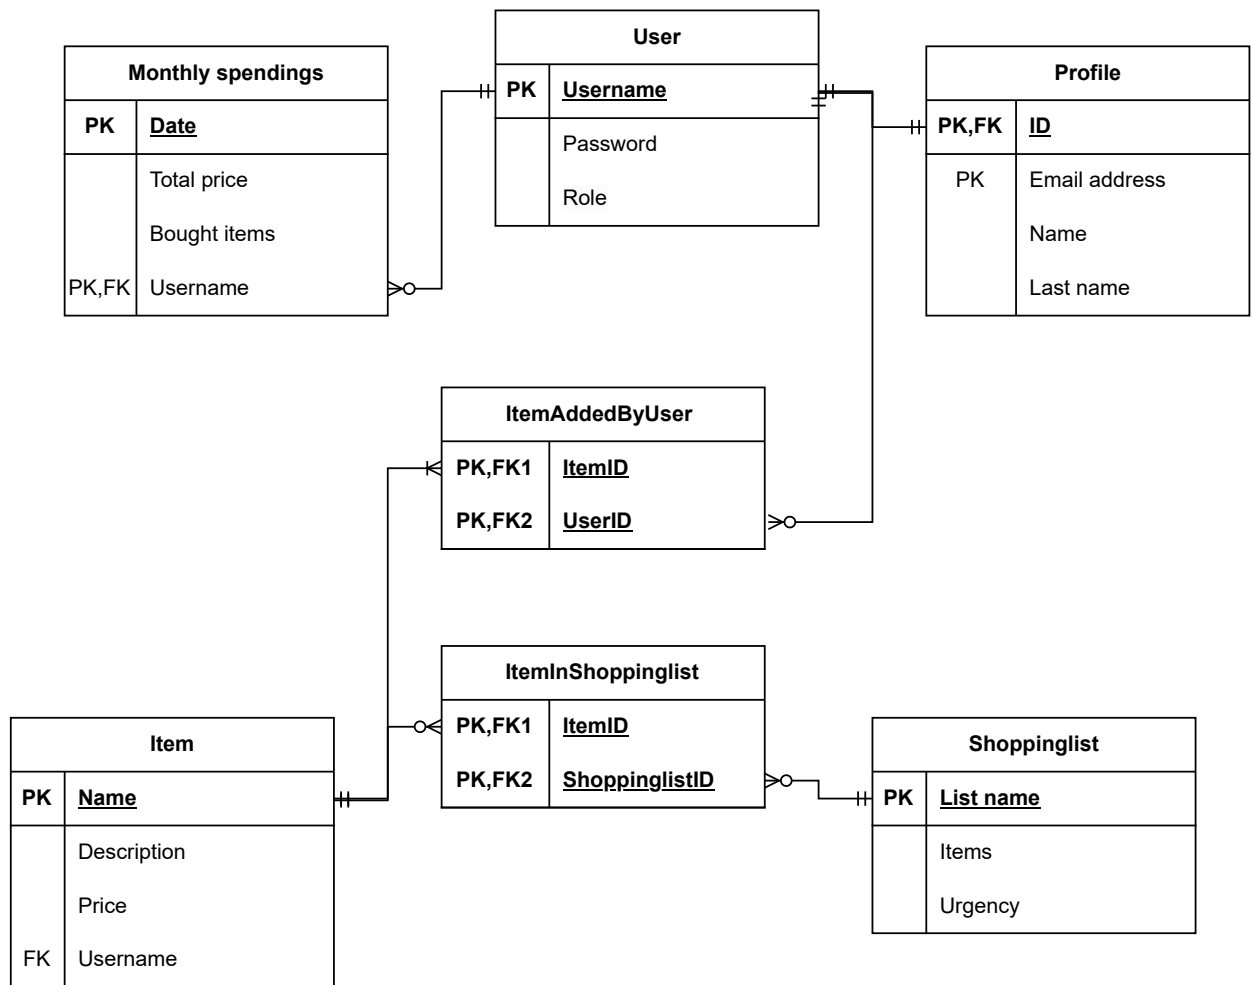 User
PK Username
Password
Role
Monthly spendings
PK Date
Total price
Bought items
PK,FK Username
Profile
PK,FK ID
PK Email address
Name
Last name
ItemAddedByUser
PK,FK1 ItemID
PK,FK2 UserID
ItemInShoppinglist
PK,FK1 ItemID
PK,FK2 ShoppinglistID
Item
PK Name
Description
Price
FK Username
Shoppinglist
PK List name
Items
Urgency